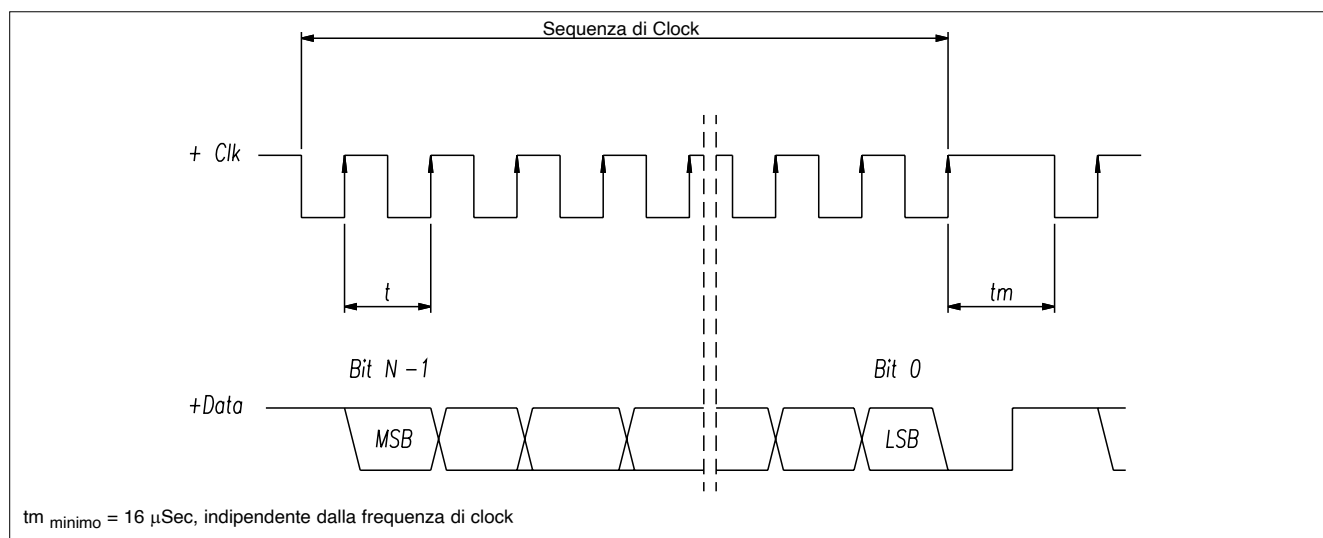 Sequenza di Clock
+ Clk
t
tm
Bit N-1
Bit 0
+Data
MSB
LSB
tm minimo = 16 μSec, indipendente dalla frequenza di clock